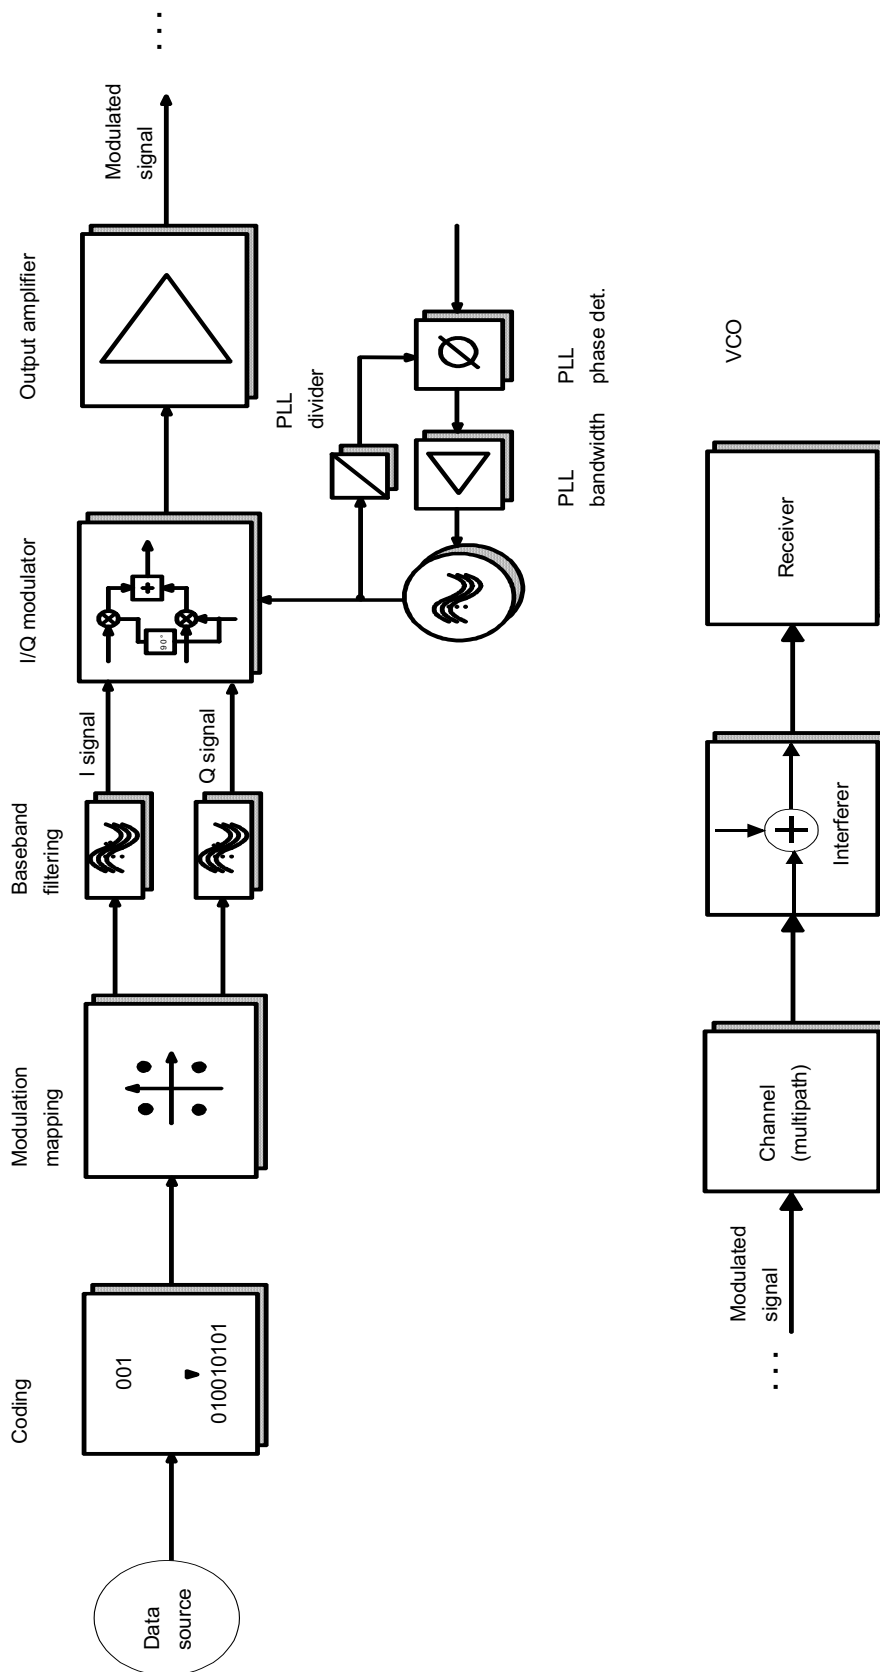 Data
source
Coding
001
010010101
Modulation
mapping
Baseband
filtering
I signal
Q signal
I/Q modulator
90°
Output amplifier
Modulated
signal
. . .
PLL
divider
PLL
bandwidth
PLL
phase det.
VCO
. . .
Modulated
signal
Channel
(multipath)
Interferer
Receiver